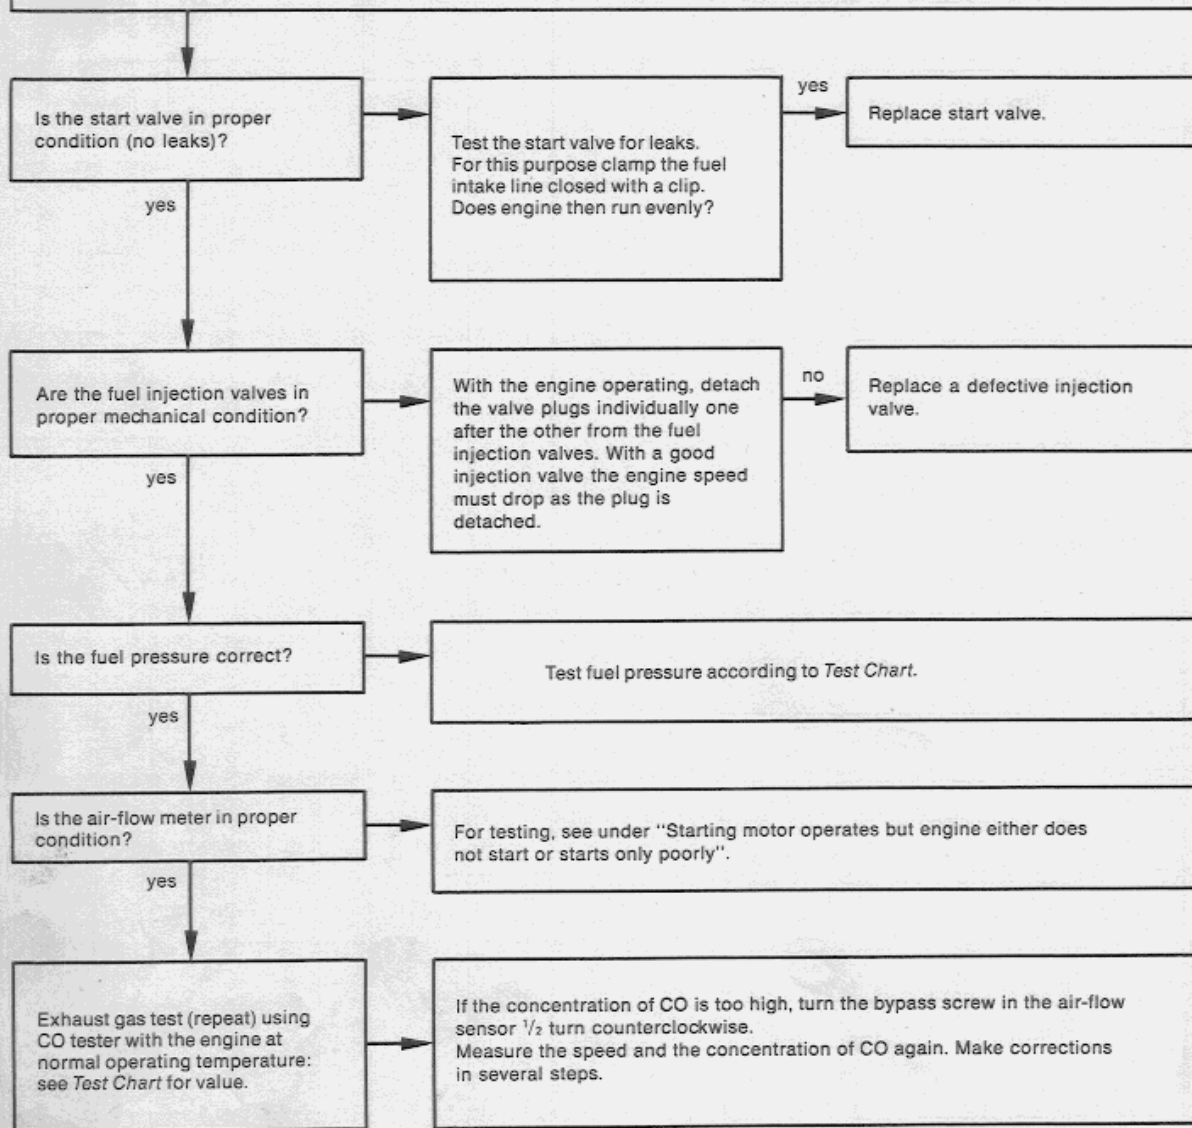 Is the start valve in proper
condition (no leaks)?
Test the start valve for leaks.
For this purpose clamp the fuel
intake line closed with a clip.
Does engine then run evenly?
yes
Replace start valve.
yes
Are the fuel injection valves in
proper mechanical condition?
With the engine operating, detach
the valve plugs individually one
after the other from the fuel
injection valves. With a good
injection valve the engine speed
must drop as the plug is
detached.
no
Replace a defective injection
valve.
yes
Is the fuel pressure correct?
Test fuel pressure according to Test Chart.
yes
Is the air-flow meter in proper
condition?
For testing, see under "Starting motor operates but engine either does
not start or starts only poorly".
yes
Exhaust gas test (repeat) using
CO tester with the engine at
normal operating temperature:
see Test Chart for value.
If the concentration of CO is too high, turn the bypass screw in the air-flow
sensor 1/2 turn counterclockwise.
Measure the speed and the concentration of CO again. Make corrections
in several steps.